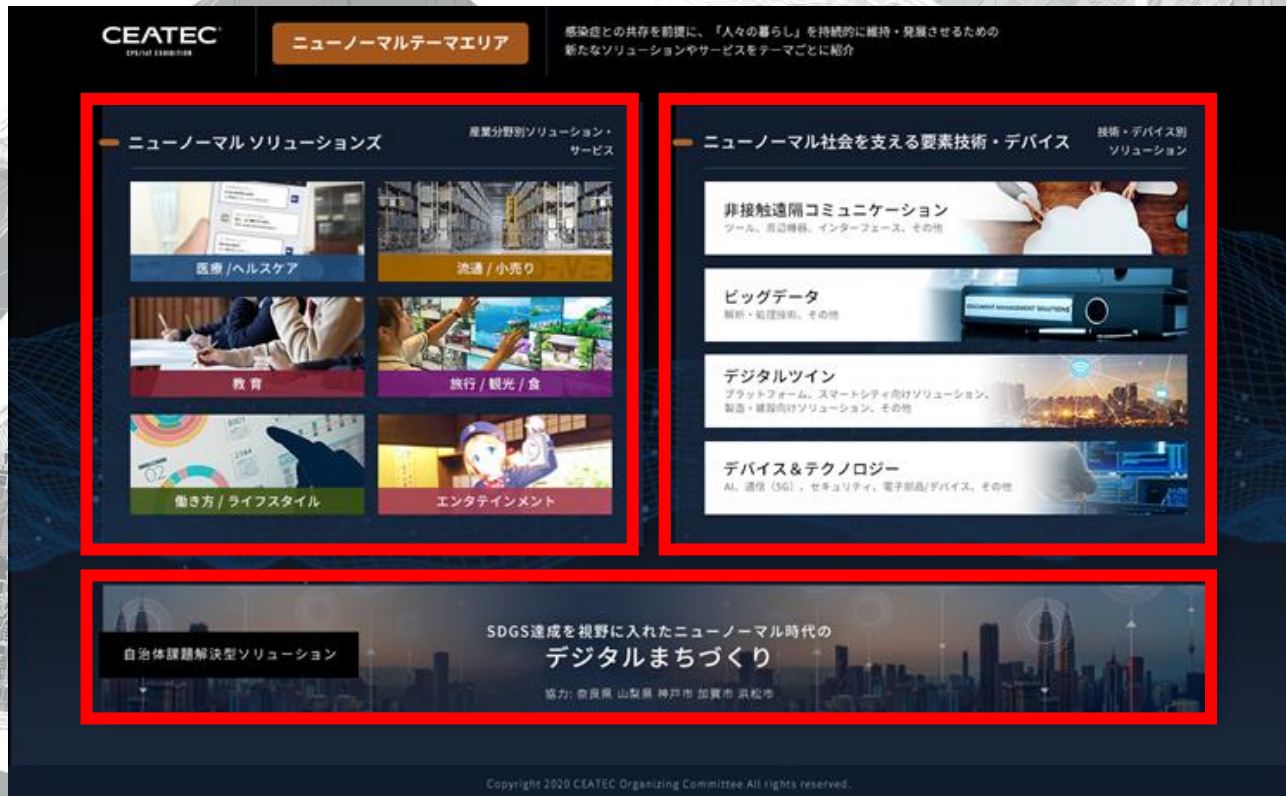 CEATEC
CPS/IoT EXHIBITION
ニューノーマルテーマエリア
感染症との共存を前提に、「人々の暮らし」を持続的に維持・発展させるための
新たなソリューションやサービスをテーマごとに紹介
ニューノーマル ソリューションズ
産業分野別ソリューション・
サービス
医療 /ヘルスケア
流通 / 小売り
教育
旅行 / 観光 / 食
働き方 / ライフスタイル
エンタテインメント
ニューノーマル社会を支える要素技術・デバイス
技術・デバイス別
ソリューション
非接触遠隔コミュニケーション
ツール、周辺機器、インターフェース、その他
ビッグデータ
解析・処理技術、その他
DOCUMENT MANAGEMENT SOLUTIONS
デジタルツイン
プラットフォーム、スマートシティ向けソリューション、
製造・建設向けソリューション、その他
デバイス＆テクノロジー
AI、通信（5G）、セキュリティ、電子部品/デバイス、その他
自治体課題解決型ソリューション
SDGS達成を視野に入れたニューノーマル時代の
デジタルまちづくり
協力: 奈良県 山梨県 神戸市 加賀市 浜松市
Copyright 2020 CEATEC Organizing Committee All rights reserved.